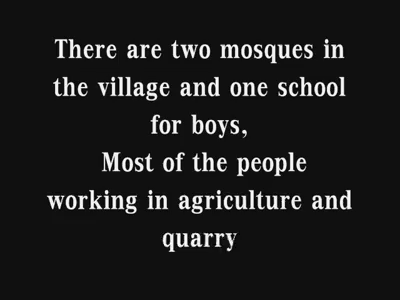 There are two mosques in
the village and one school
for boys,
Most of the people
working in agriculture and
quarry